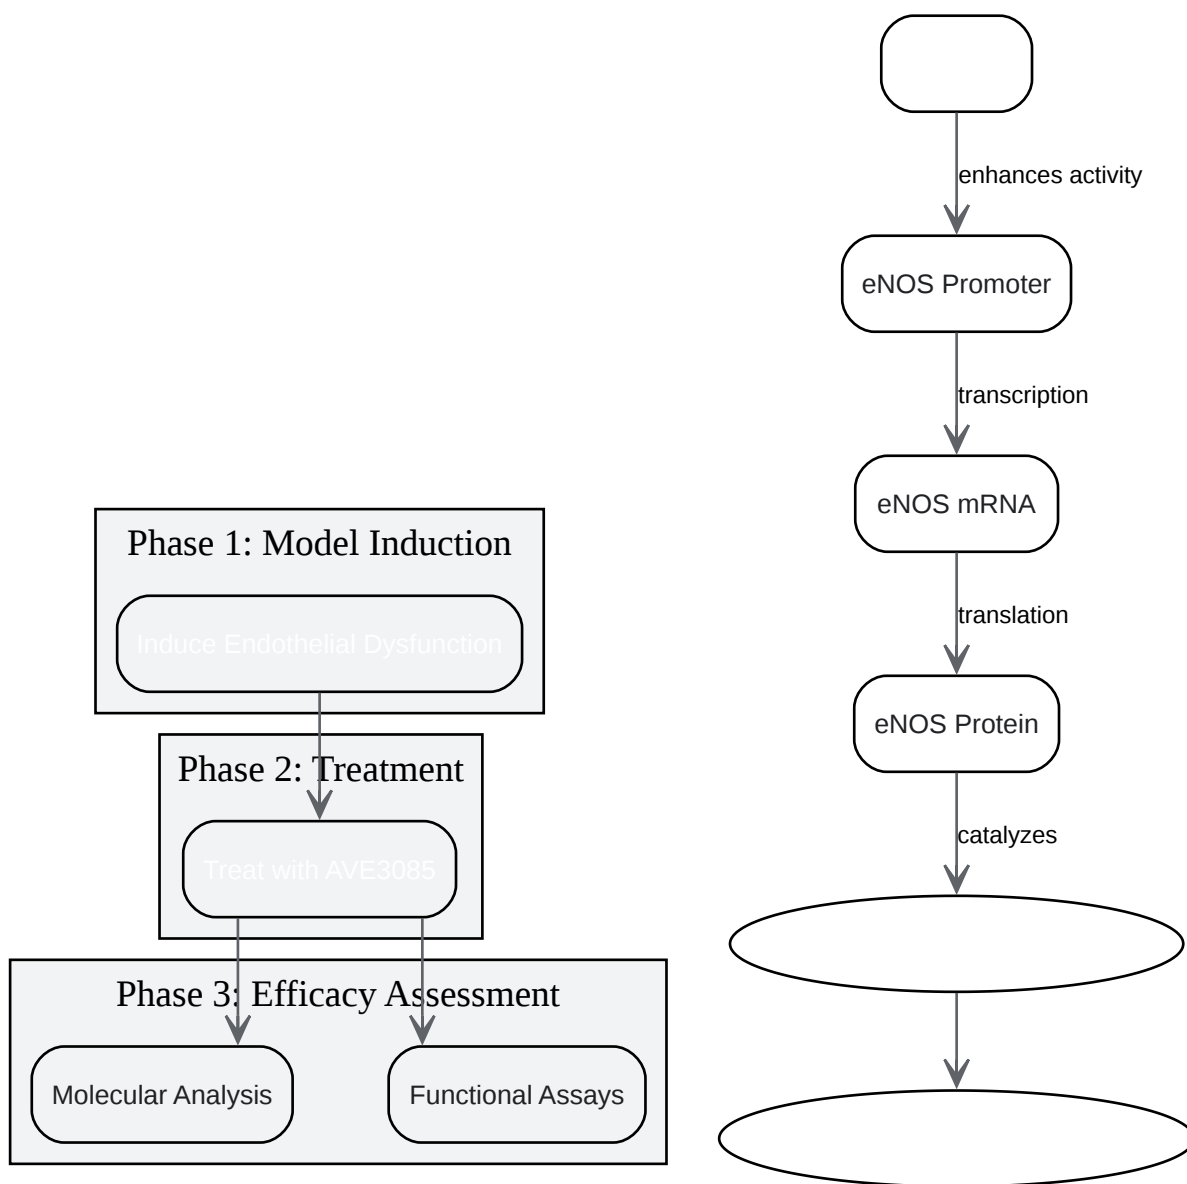 enhances activity
eNOS Promoter
transcription
eNOS mRNA
translation
eNOS Protein
catalyzes
Phase 1: Model Induction
Induce Endothelial Dysfunction
Phase 2: Treatment
Treat with AVE3085
Phase 3: Efficacy Assessment
Molecular Analysis
Functional Assays